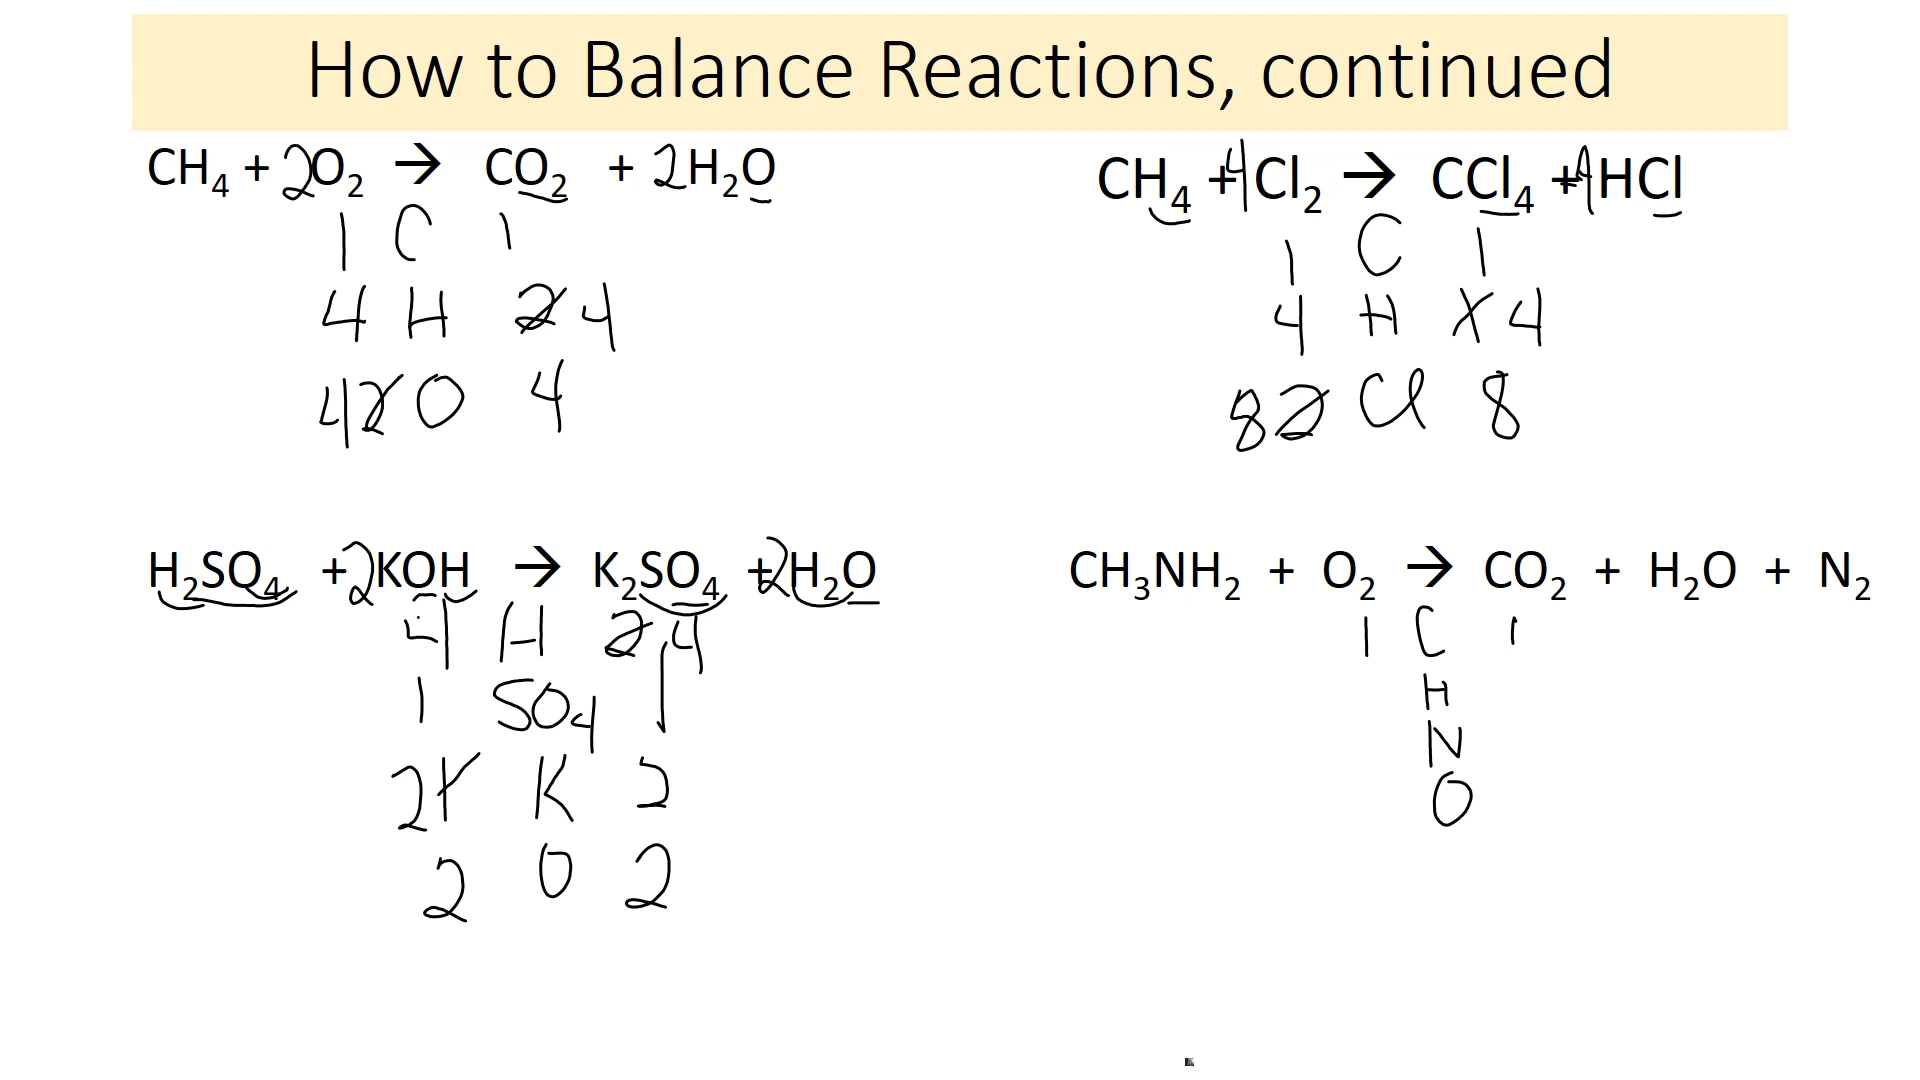 How to Balance Reactions, continued
CH₄ + 2O₂ → CO₂ + 2H₂O
1 C 1
4 H 2 4
4 2 O 4
CH₄ + 4Cl₂ → CCl₄ + 4HCl
1 C 1
4 H 1 4
8 2 Cl 8
H₂SO₄ + 2KOH → K₂SO₄ + 2H₂O
4 H 2 4
1 SO₄ 1
2 1 K 2
2 O 2
CH₃NH₂ + O₂ → CO₂ + H₂O + N₂
1 C 1
H
N
O